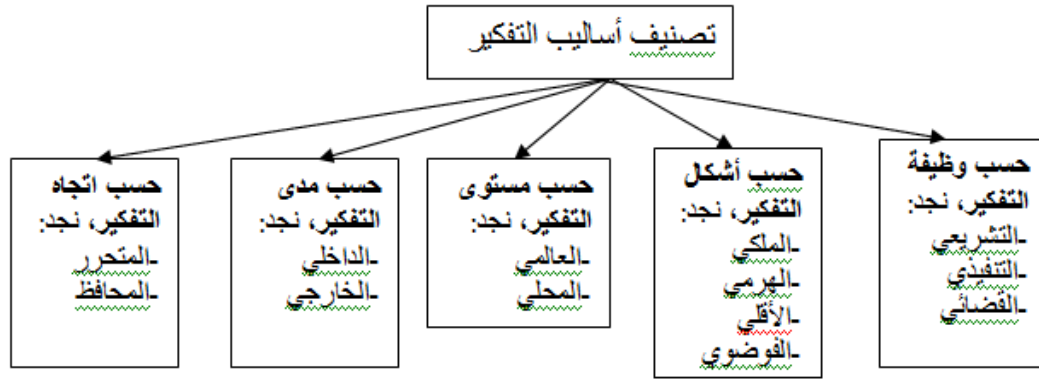 تصنيف أساليب التفكير
حسب وظيفة
التفكير، نجد:
-التشريعي
-التنفيذي
-القضائي
حسب أشكال
التفكير، نجد:
-الملكي
-الهرمي
-الأقلي
-الفوضوي
حسب مستوى
التفكير، نجد:
-العالمي
-المحلي
حسب مدى
التفكير، نجد:
-الداخلي
-الخارجي
حسب اتجاه
التفكير، نجد:
-المتحرر
-المحافظ